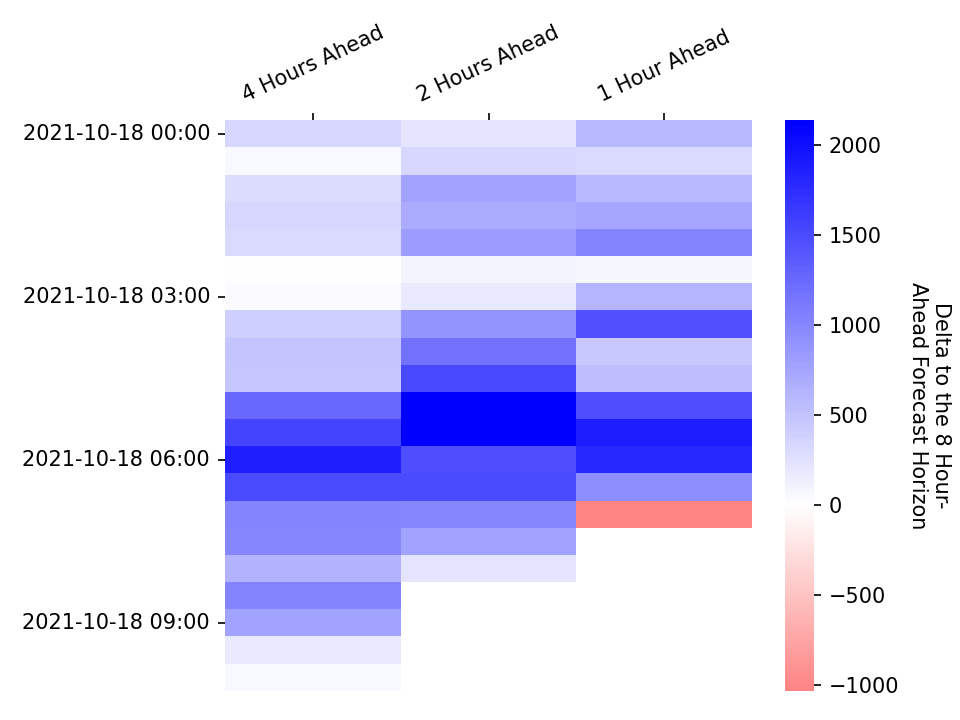 4 Hours Ahead
2 Hours Ahead
1 Hour Ahead
2021-10-18 00:00
2021-10-18 03:00
2021-10-18 06:00
2021-10-18 09:00
2000
1500
1000
500
0
−500
−1000
Delta to the 8 Hour-
Ahead Forecast Horizon